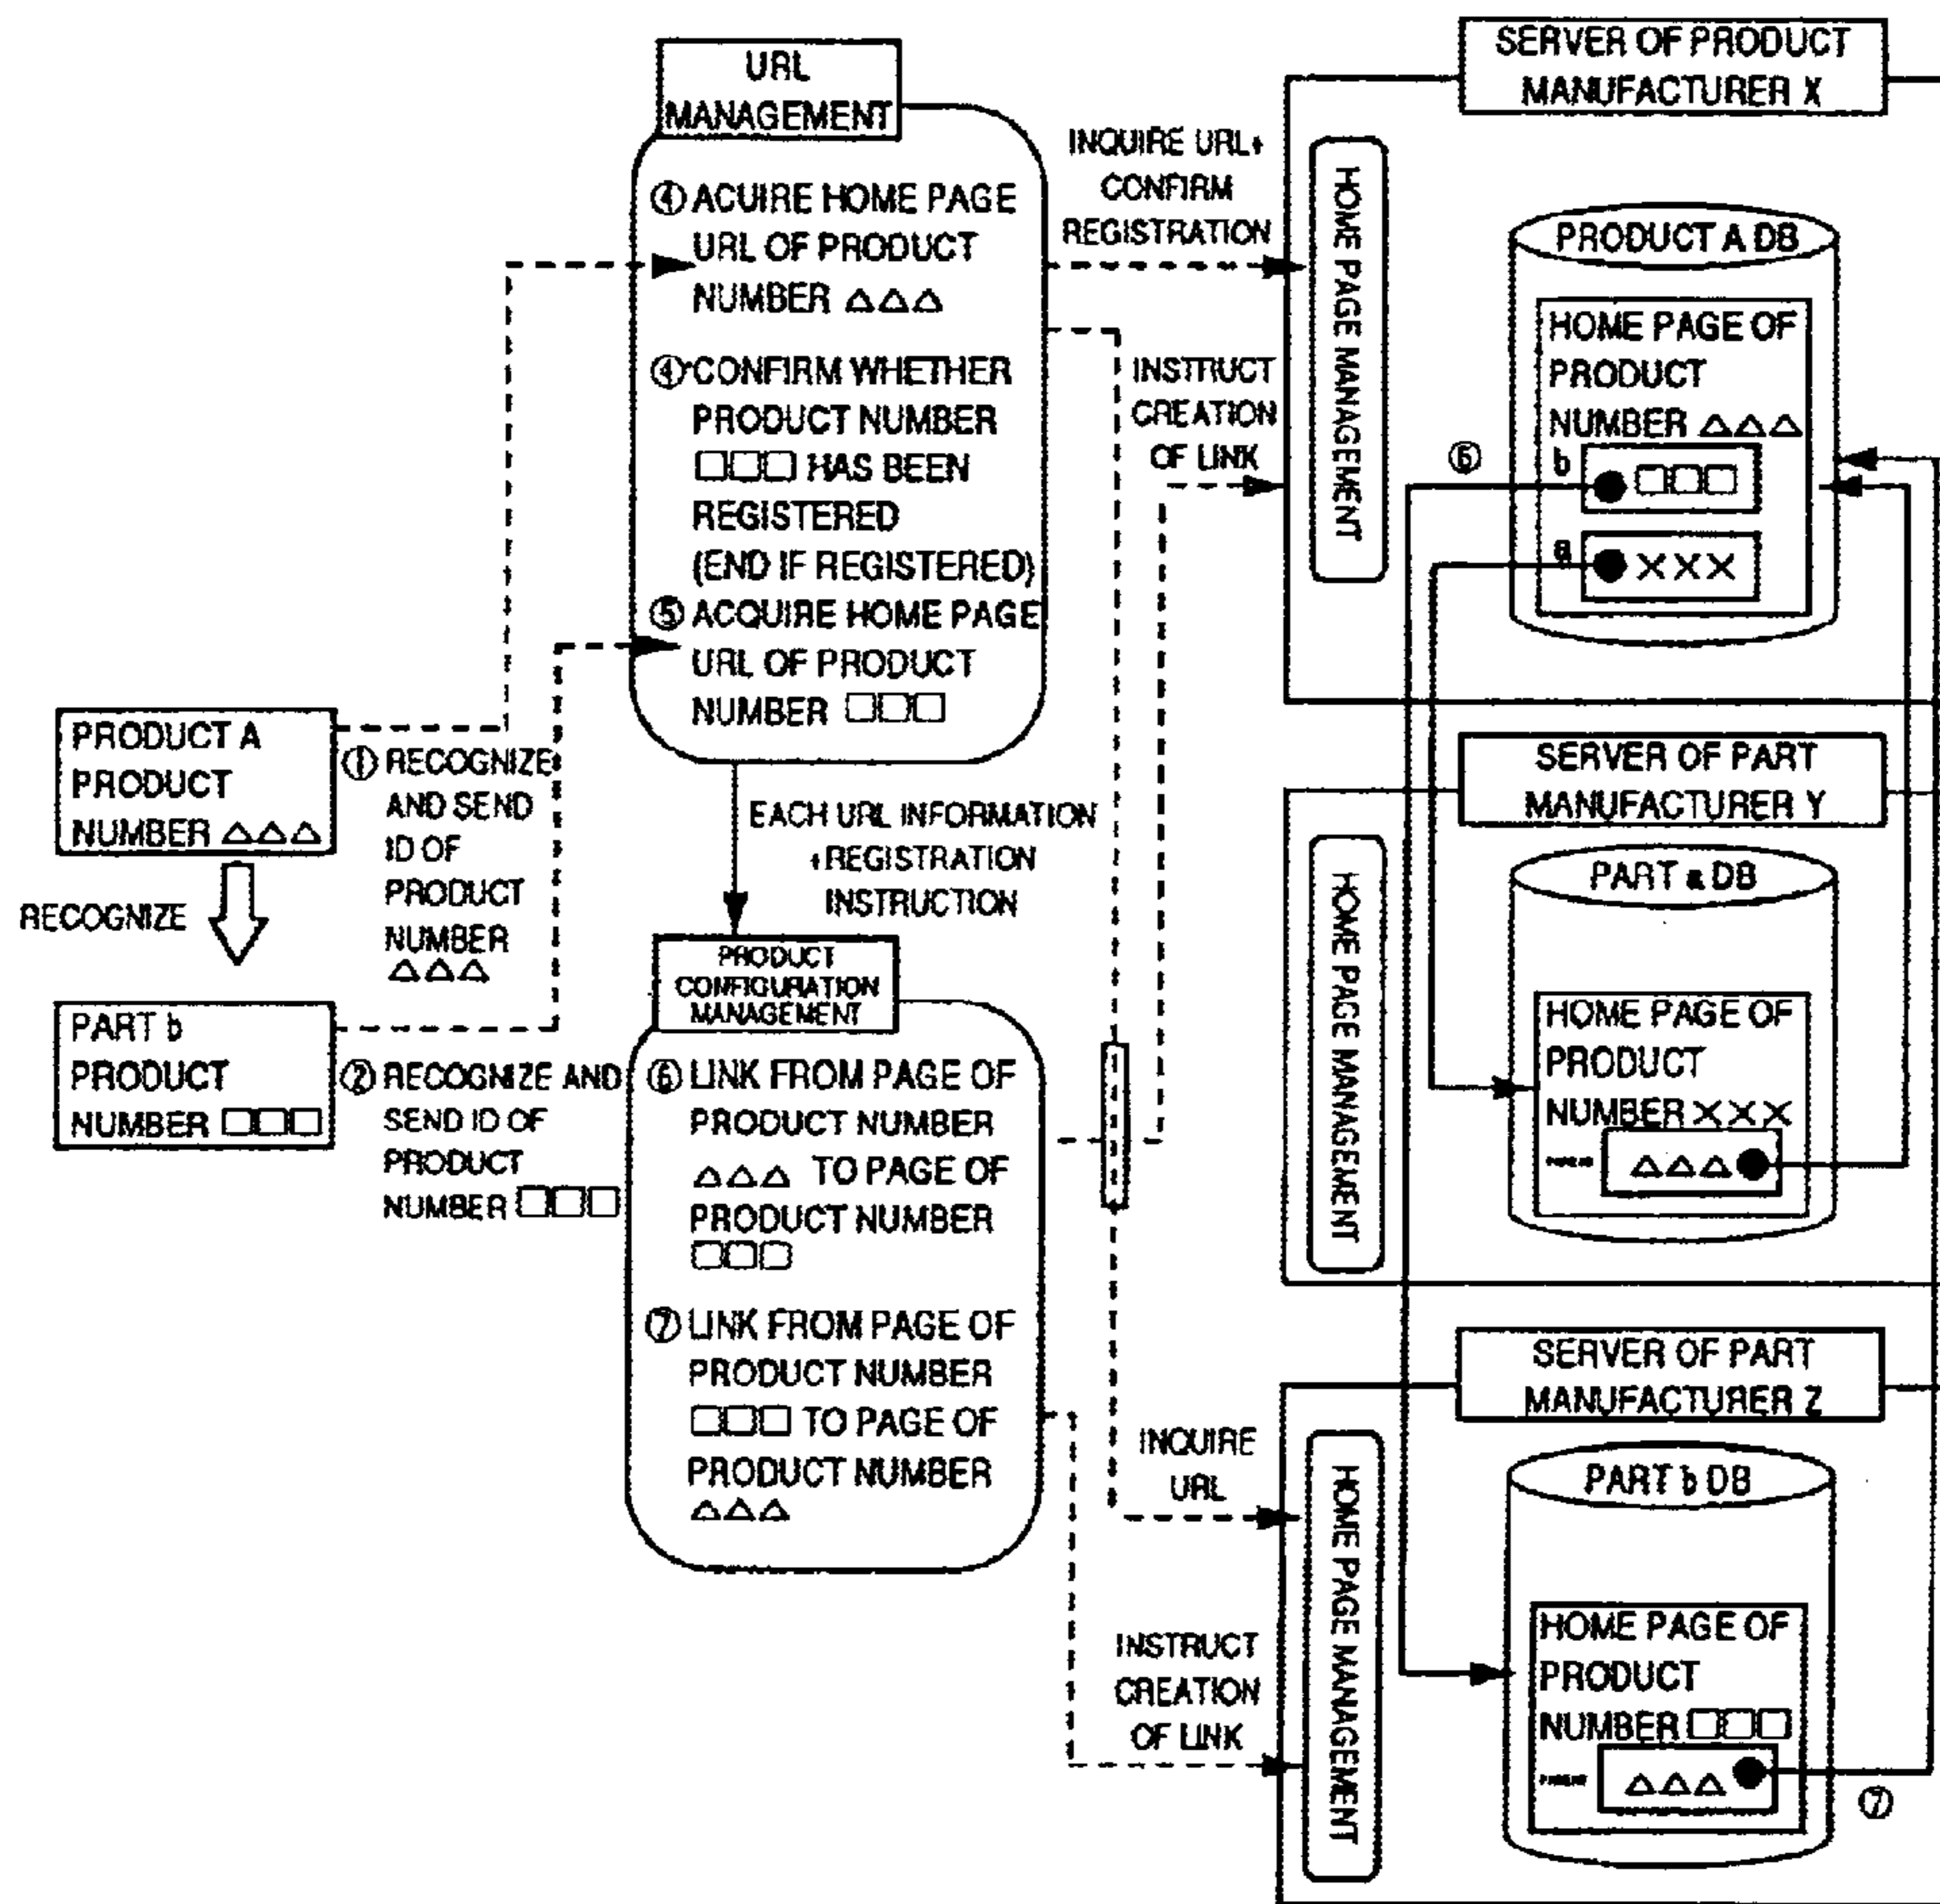 URL
MANAGEMENT
④ ACUIRE HOME PAGE
URL OF PRODUCT
NUMBER △△△
④' CONFIRM WHETHER
PRODUCT NUMBER
□□□ HAS BEEN
REGISTERED
(END IF REGISTERED)
⑤ ACQUIRE HOME PAGE
URL OF PRODUCT
NUMBER □□□
PRODUCT A
PRODUCT
NUMBER △△△
① RECOGNIZE
AND SEND
ID OF
PRODUCT
NUMBER
△△△
RECOGNIZE
PART b
PRODUCT
NUMBER □□□
② RECOGNIZE AND
SEND ID OF
PRODUCT
NUMBER □□□
EACH URL INFORMATION
+REGISTRATION
INSTRUCTION
PRODUCT
CONFIGURATION
MANAGEMENT
⑥ LINK FROM PAGE OF
PRODUCT NUMBER
△△△ TO PAGE OF
PRODUCT NUMBER
□□□
⑦ LINK FROM PAGE OF
PRODUCT NUMBER
□□□ TO PAGE OF
PRODUCT NUMBER
△△△
INQUIRE URL+
CONFIRM
REGISTRATION
INSTRUCT
CREATION
OF LINK
INQUIRE
URL
INSTRUCT
CREATION
OF LINK
SERVER OF PRODUCT
MANUFACTURER X
HOME PAGE MANAGEMENT
PRODUCT A DB
HOME PAGE OF
PRODUCT
NUMBER △△△
⑥
b
● □□□
a
● ×××
SERVER OF PART
MANUFACTURER Y
HOME PAGE MANAGEMENT
PART a DB
HOME PAGE OF
PRODUCT
NUMBER ×××
△△△ ●
SERVER OF PART
MANUFACTURER Z
HOME PAGE MANAGEMENT
PART b DB
HOME PAGE OF
PRODUCT
NUMBER □□□
PARENT
△△△ ●
⑦